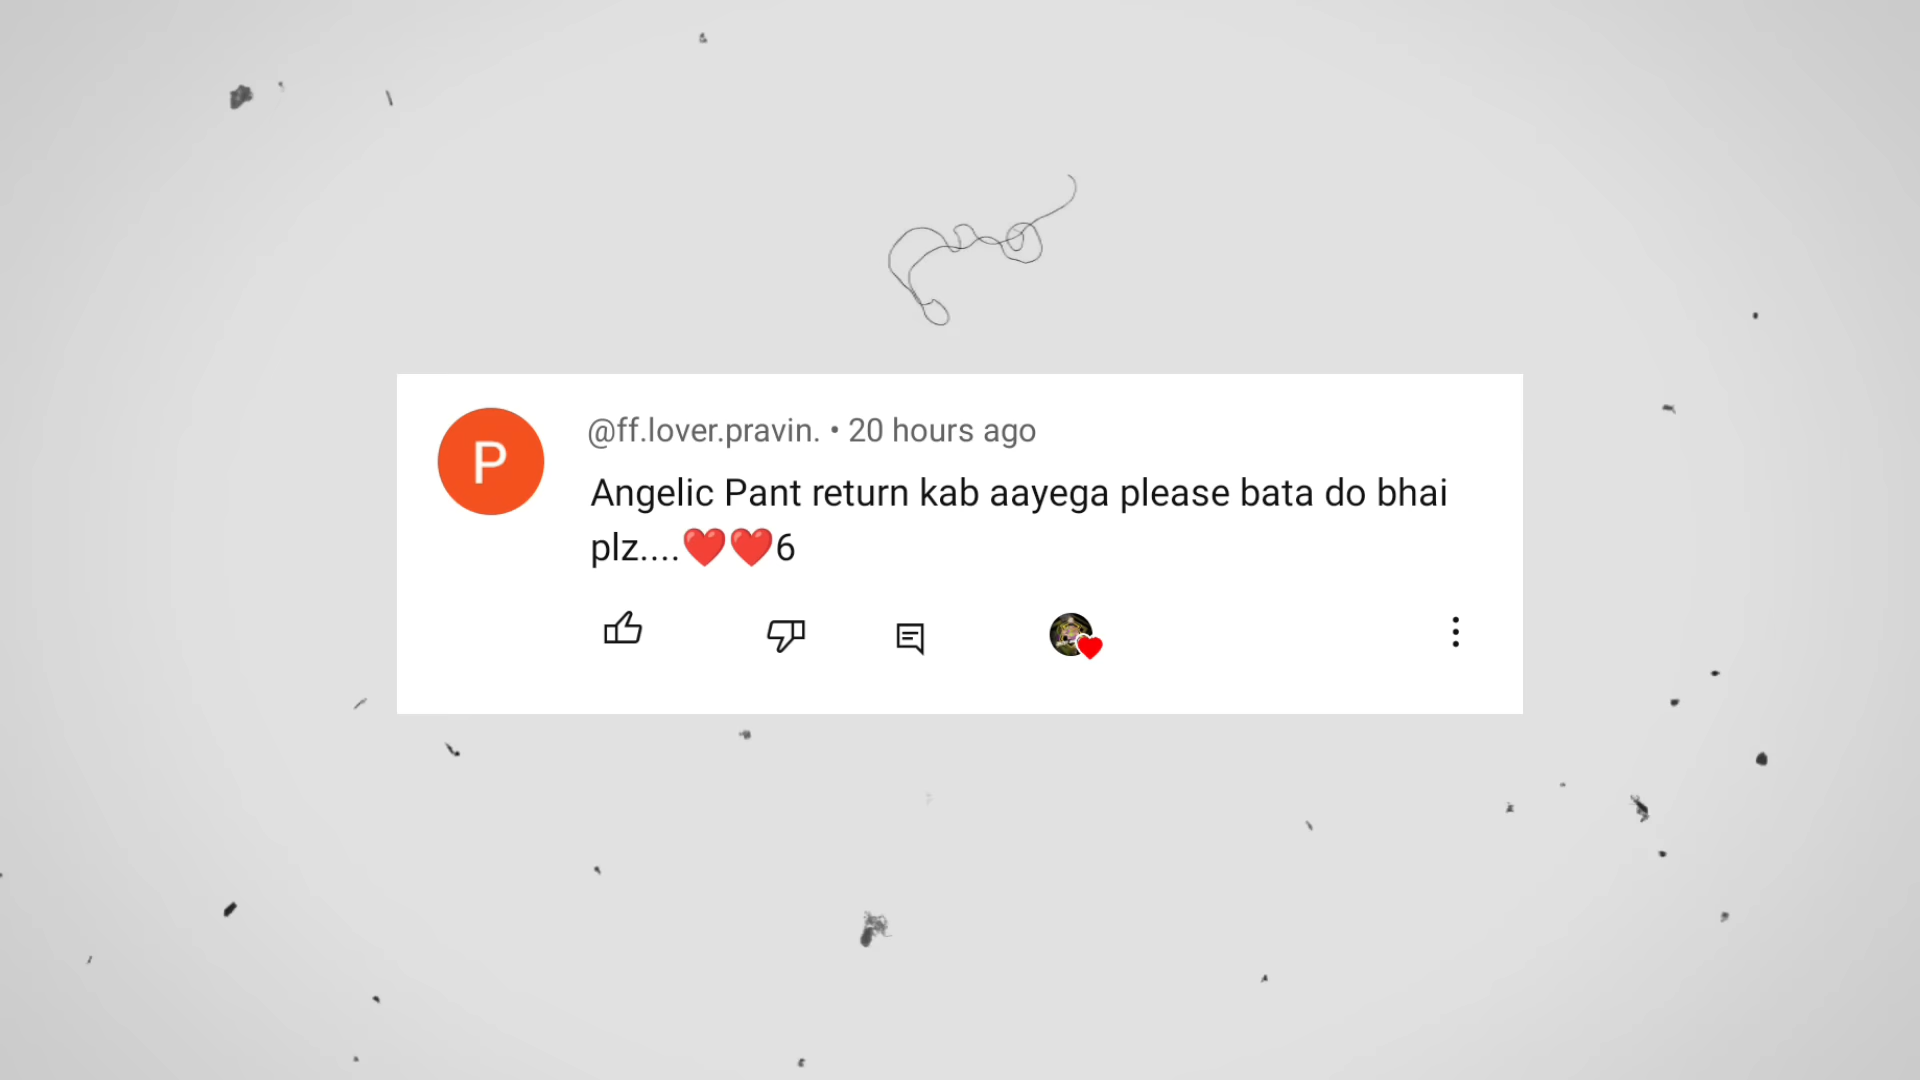 P
@ff.lover.pravin. • 20 hours ago
Angelic Pant return kab aayega please bata do bhai
plz....❤️❤️6